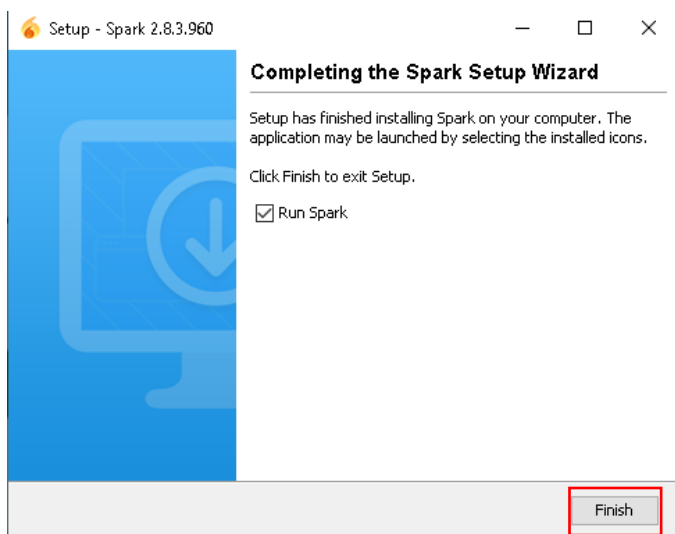 Setup - Spark 2.8.3.960
Completing the Spark Setup Wizard
Setup has finished installing Spark on your computer. The
application may be launched by selecting the installed icons.
Click Finish to exit Setup.
Run Spark
Finish